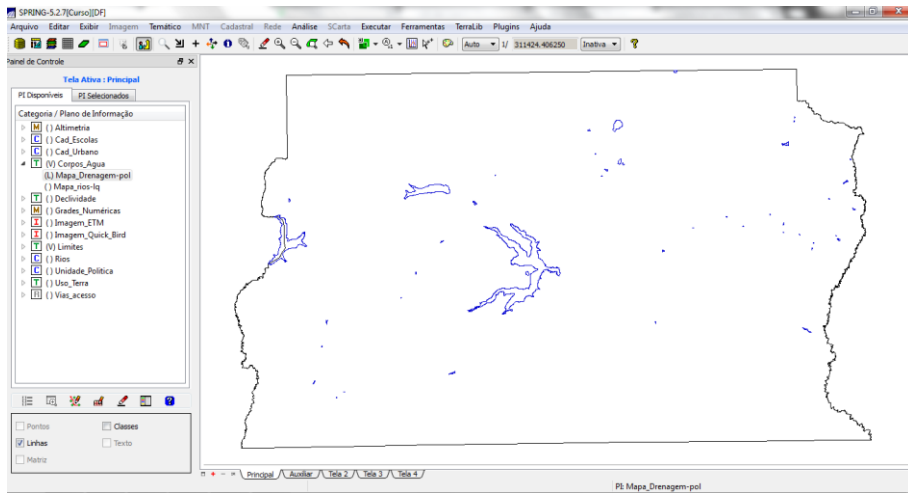 SPRING-5.2.7[Curso][DF]
Arquivo Editar Exibir Imagem Temático MNT Cadastral Rede Análise SCarta Executar Ferramentas TerraLib Plugins Ajuda
Auto 1/ 311424.406250 Inativa
Painel de Controle
Tela Ativa : Principal
PI Disponíveis PI Selecionados
Categoria / Plano de Informação
M ( ) Altimetria
C ( ) Cad_Escolas
C ( ) Cad_Urbano
T (V) Corpos_Agua
(L) Mapa_Drenagem-pol
( ) Mapa_rios-lq
T ( ) Declividade
M ( ) Grades_Numéricas
I ( ) Imagem_ETM
I ( ) Imagem_Quick_Bird
T (V) Limites
C ( ) Rios
C ( ) Unidade_Politica
T ( ) Uso_Terra
( ) Vias_acesso
Pontos Classes
Linhas Texto
Matriz
Principal Auxiliar Tela 2 Tela 3 Tela 4
PI: Mapa_Drenagem-pol